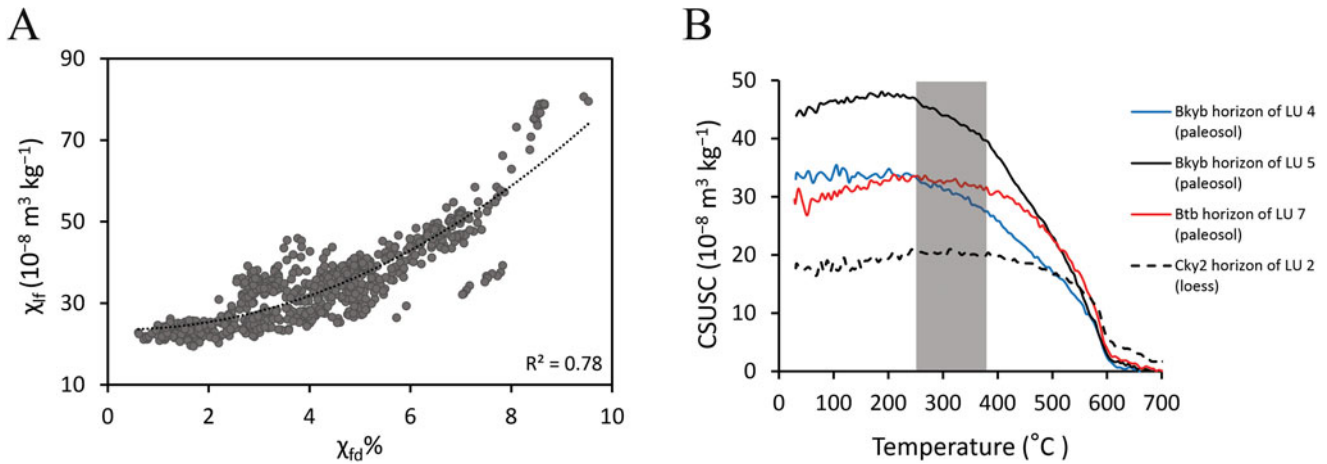 A
90
70
50
30
10
χlf (10⁻⁸ m³ kg⁻¹)
R² = 0.78
0 2 4 6 8 10
χfd%
B
50
40
30
20
10
0
CSUSC (10⁻⁸ m³ kg⁻¹)
0 100 200 300 400 500 600 700
Temperature (˚C )
Bkyb horizon of LU 4
(paleosol)
Bkyb horizon of LU 5
(paleosol)
Btb horizon of LU 7
(paleosol)
Cky2 horizon of LU 2
(loess)